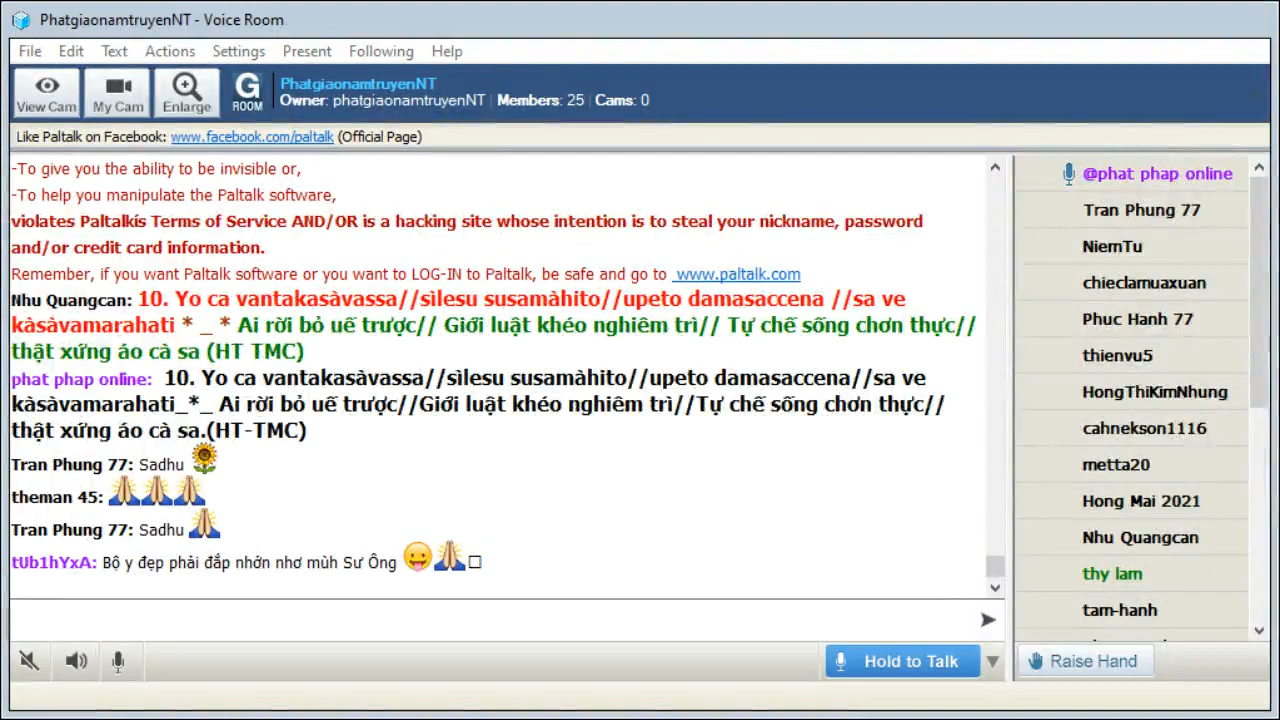 PhatgiaonamtruyenNT - Voice Room
File Edit Text Actions Settings Present Following Help
View Cam My Cam Enlarge G ROOM
PhatgiaonamtruyenNT
Owner: phatgiaonamtruyenNT | Members: 25 | Cams: 0
Like Paltalk on Facebook: www.facebook.com/paltalk (Official Page)
-To give you the ability to be invisible or,
-To help you manipulate the Paltalk software,
violates Paltalkís Terms of Service AND/OR is a hacking site whose intention is to steal your nickname, password
and/or credit card information.
Remember, if you want Paltalk software or you want to LOG-IN to Paltalk, be safe and go to www.paltalk.com
Nhu Quangcan: 10. Yo ca vantakasàvassa//sìlesu susamàhito//upeto damasaccena //sa ve
kàsàvamarahati * _ * Ai rời bỏ uế trược// Giới luật khéo nghiêm trì// Tự chế sống chơn thực//
thật xứng áo cà sa (HT TMC)
phat phap online: 10. Yo ca vantakasàvassa//sìlesu susamàhito//upeto damasaccena//sa ve
kàsàvamarahati_*_ Ai rời bỏ uế trược//Giới luật khéo nghiêm trì//Tự chế sống chơn thực//
thật xứng áo cà sa.(HT-TMC)
Tran Phung 77: Sadhu 🌻
theman 45: 🙏🙏🙏
Tran Phung 77: Sadhu 🙏
tUb1hYxA: Bộ y đẹp phải đắp nhớn nhơ mùh Sư Ông 😛🙏□
Hold to Talk
@phat phap online
Tran Phung 77
NiemTu
chieclamuaxuan
Phuc Hanh 77
thienvu5
HongThiKimNhung
cahnekson1116
metta20
Hong Mai 2021
Nhu Quangcan
thy lam
tam-hanh
Raise Hand